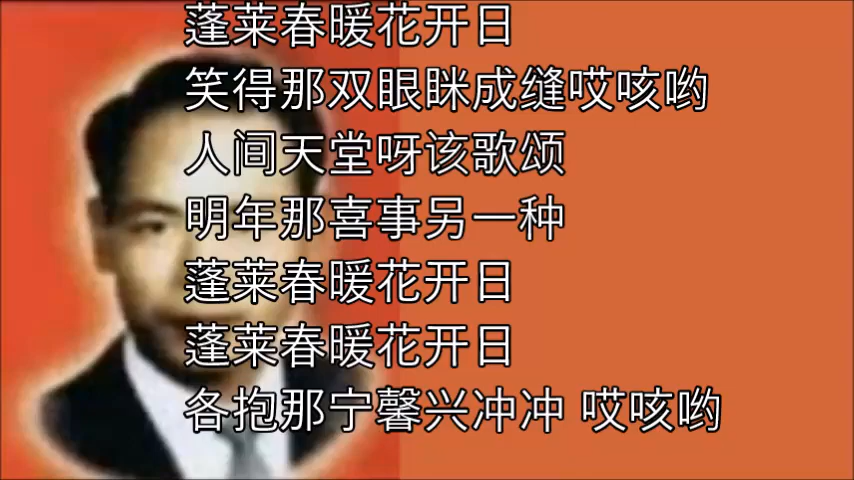 蓬莱春暖花开日
笑得那双眼眯成缝哎咳哟
人间天堂呀该歌颂
明年那喜事另一种
蓬莱春暖花开日
蓬莱春暖花开日
各抱那宁馨兴冲冲 哎咳哟